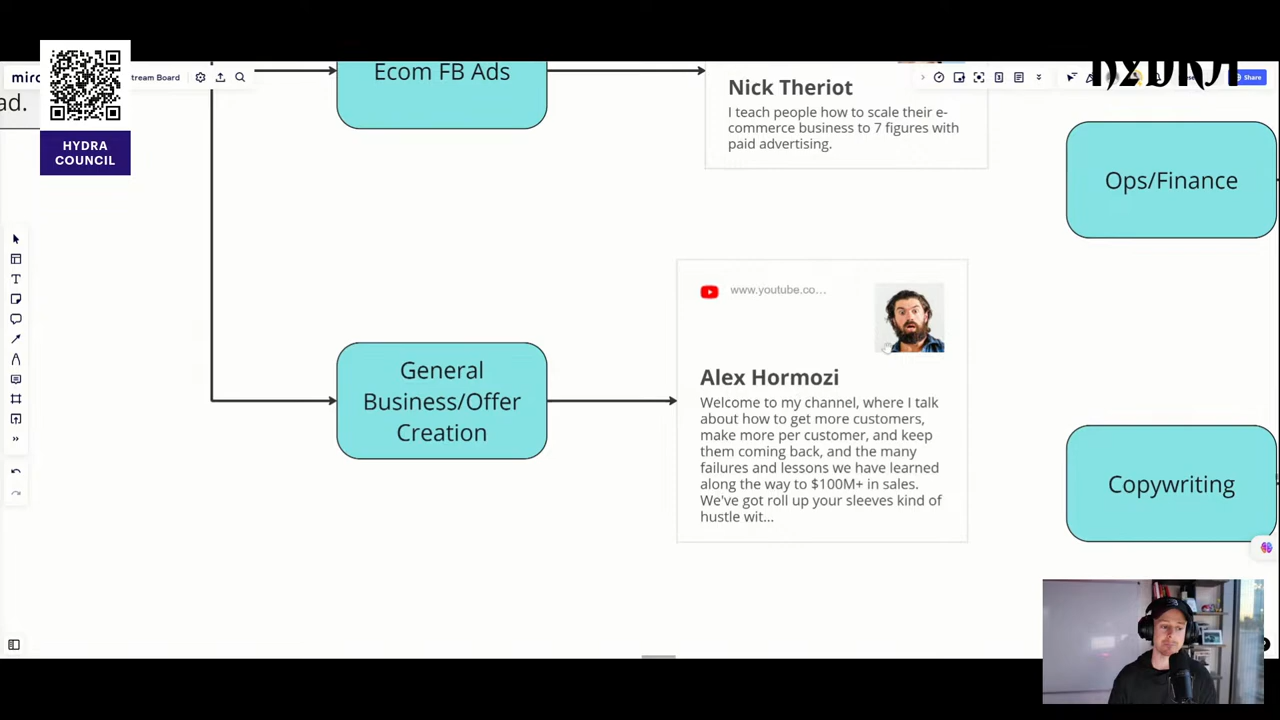 miro
tream Board
Share
HYDRA
ad.
HYDRA
COUNCIL
Ecom FB Ads
Nick Theriot
I teach people how to scale their e-
commerce business to 7 figures with
paid advertising.
Ops/Finance
General
Business/Offer
Creation
www.youtube.co...
Alex Hormozi
Welcome to my channel, where I talk
about how to get more customers,
make more per customer, and keep
them coming back, and the many
failures and lessons we have learned
along the way to $100M+ in sales.
We've got roll up your sleeves kind of
hustle wit...
Copywriting